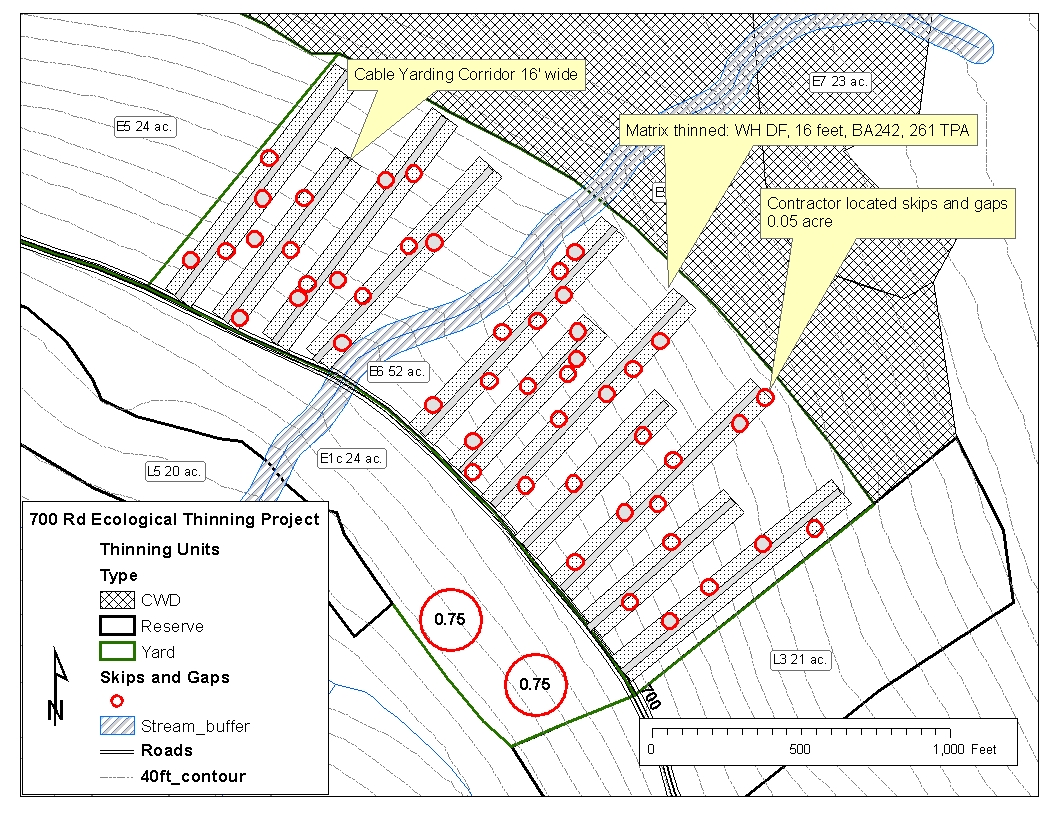 Cable Yarding Corridor 16' wide
E7 23 ac.
E5 24 ac.
Matrix thinned: WH DF, 16 feet, BA242, 261 TPA
Contractor located skips and gaps
0.05 acre
E6 52 ac.
E1c 24 ac.
L5 20 ac.
700 Rd Ecological Thinning Project
Thinning Units
Type
CWD
Reserve
Yard
Skips and Gaps
Stream_buffer
Roads
40ft_contour
N
0.75
0.75
L3 21 ac.
700
0 500 1,000 Feet